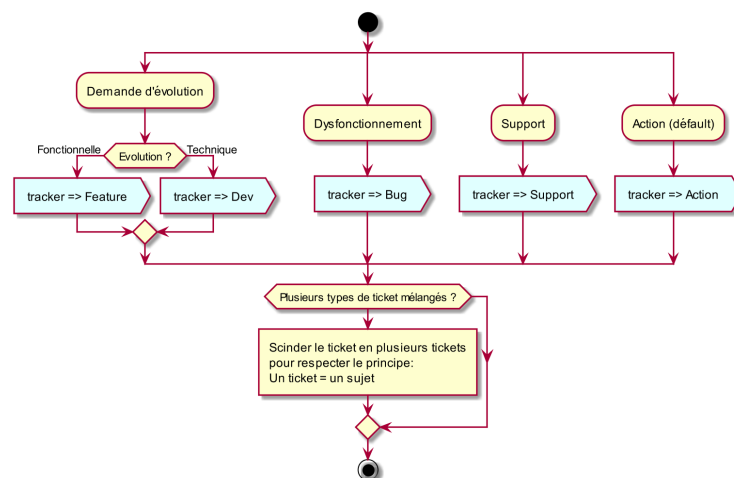 Demande d'évolution
Dysfonctionnement
Support
Action (défault)
Fonctionnelle
Evolution ?
Technique
tracker => Feature
tracker => Dev
tracker => Bug
tracker => Support
tracker => Action
Plusieurs types de ticket mélangés ?
Scinder le ticket en plusieurs tickets
pour respecter le principe:
Un ticket = un sujet